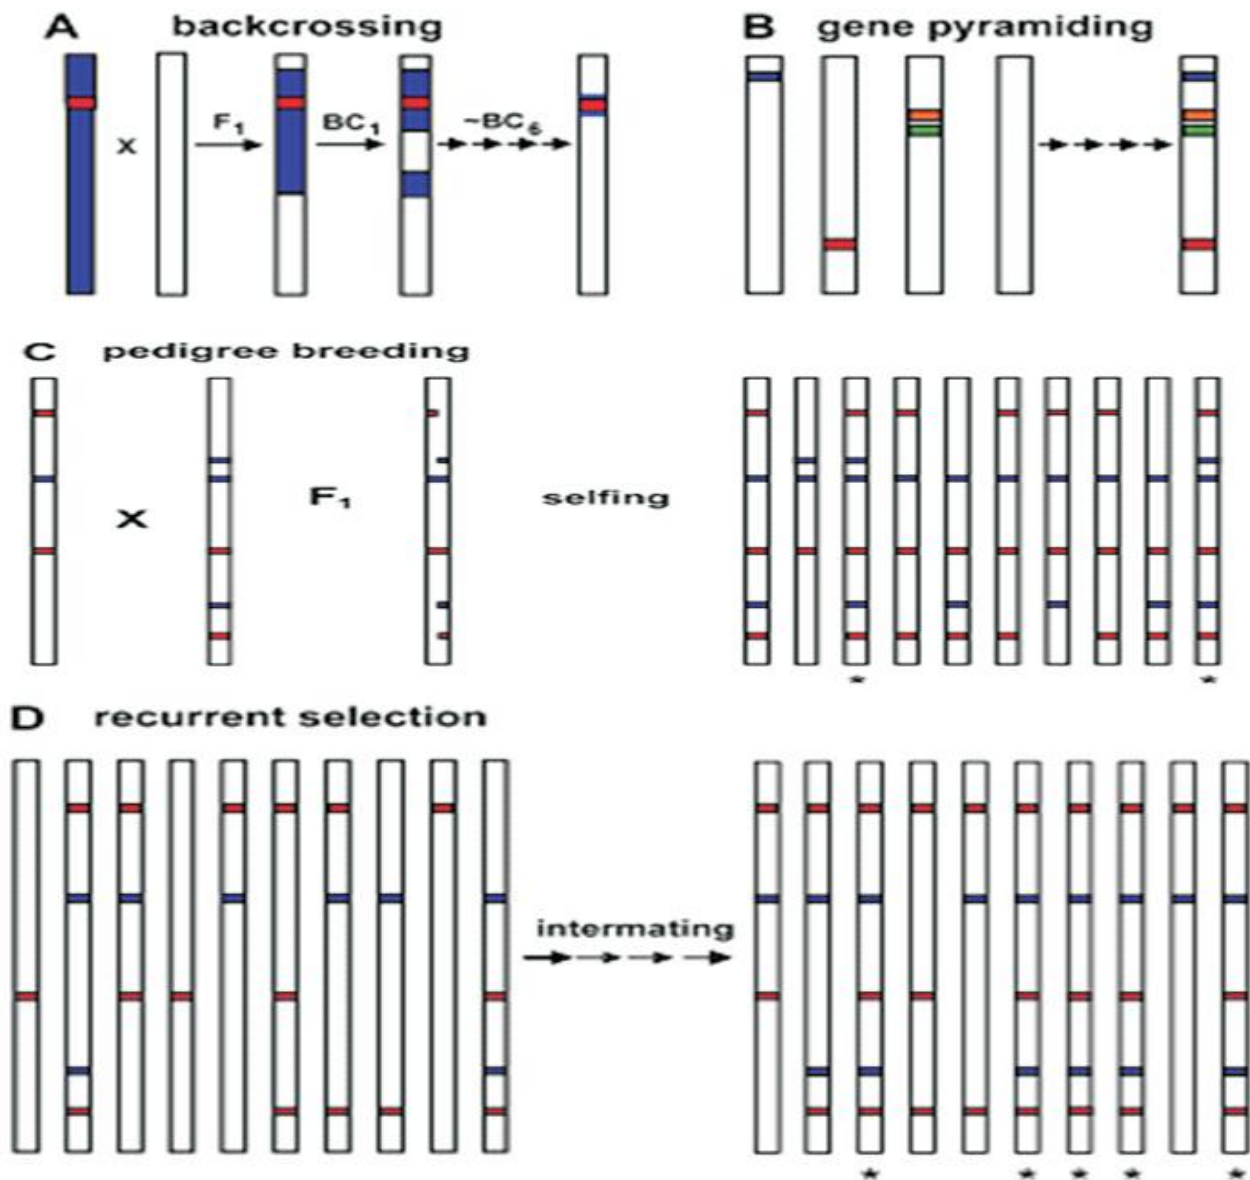 A backcrossing
B gene pyramiding
x F₁ BC₁ ~BC₆
C pedigree breeding
X F₁ selfing
* *
D recurrent selection
intermating
* * * * *